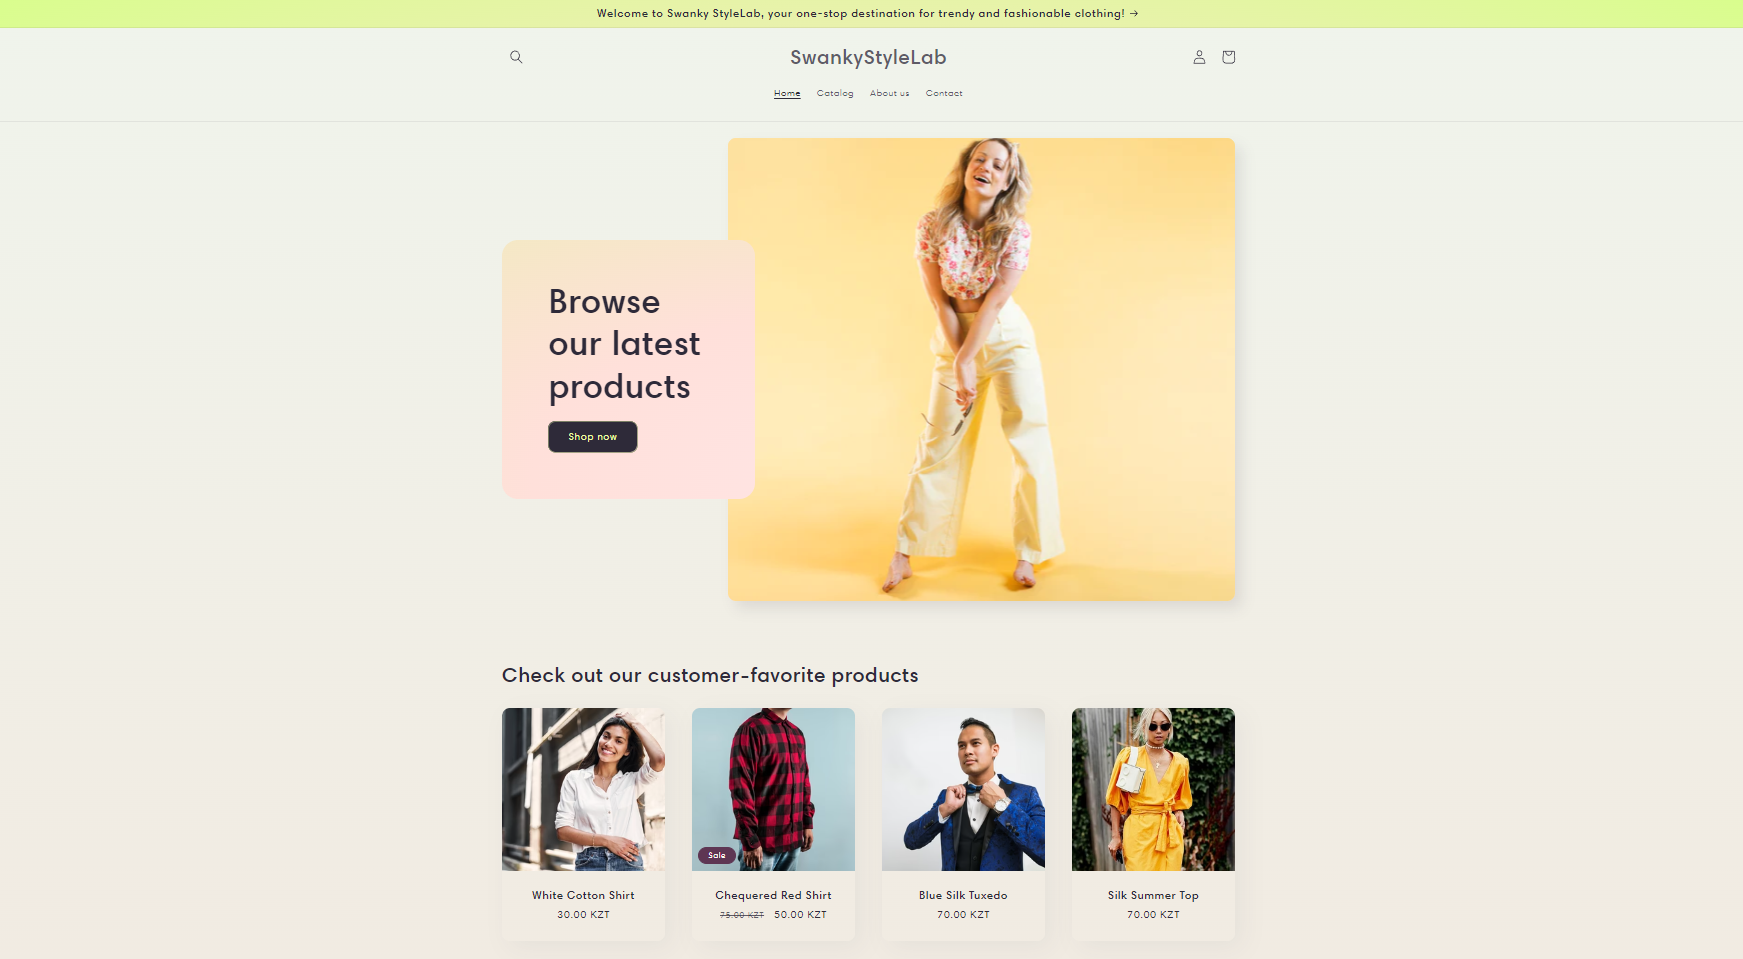 Welcome to Swanky StyleLab, your one-stop destination for trendy and fashionable clothing! →
SwankyStyleLab
Home Catalog About us Contact
Browse
our latest
products
Shop now
Check out our customer-favorite products
Sale
White Cotton Shirt
30.00 KZT
Chequered Red Shirt
75.00 KZT 50.00 KZT
Blue Silk Tuxedo
70.00 KZT
Silk Summer Top
70.00 KZT